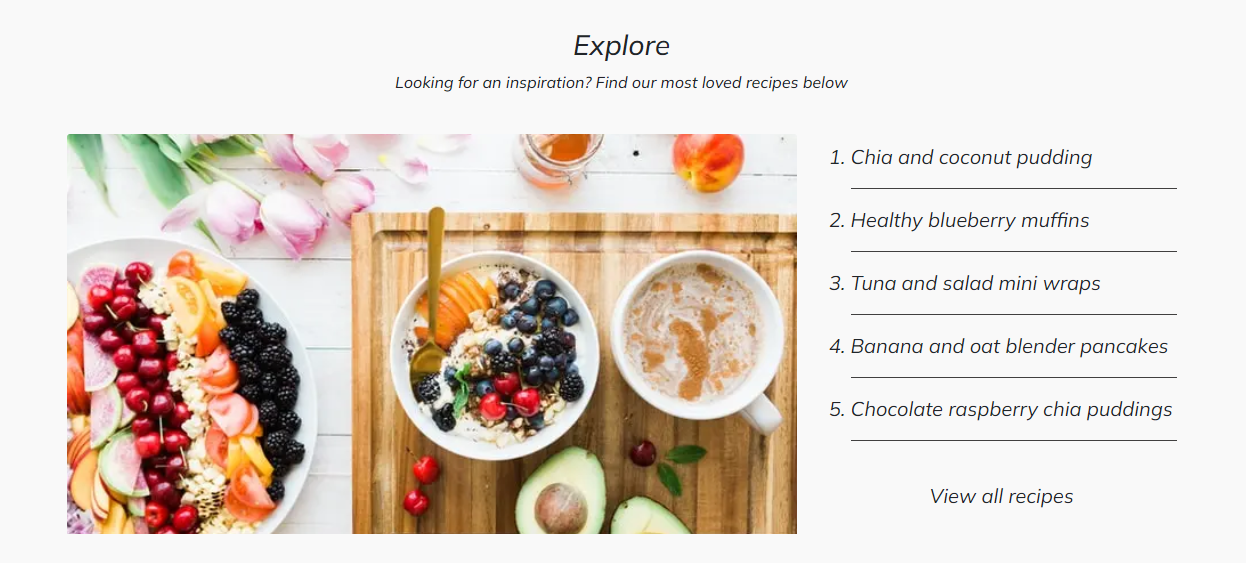 Explore
Looking for an inspiration? Find our most loved recipes below
1. Chia and coconut pudding
2. Healthy blueberry muffins
3. Tuna and salad mini wraps
4. Banana and oat blender pancakes
5. Chocolate raspberry chia puddings
View all recipes